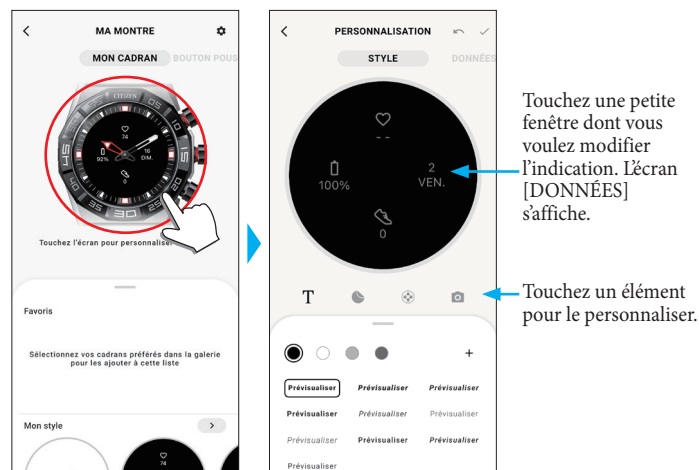 MA MONTRE
MON CADRAN BOUTON POUS
CITIZEN
74
92%
16
DIM.
0
Touchez l'écran pour personnaliser
Favoris
Sélectionnez vos cadrans préférés dans la galerie
pour les ajouter à cette liste
Mon style
74
PERSONNALISATION
STYLE DONNÉES
- -
100%
2
VEN.
0
T
+
Prévisualiser Prévisualiser Prévisualiser
Prévisualiser Prévisualiser Prévisualiser
Prévisualiser Prévisualiser Prévisualiser
Prévisualiser
Touchez une petite
fenêtre dont vous
voulez modifier
l'indication. L'écran
[DONNÉES]
s'affiche.
Touchez un élément
pour le personnaliser.